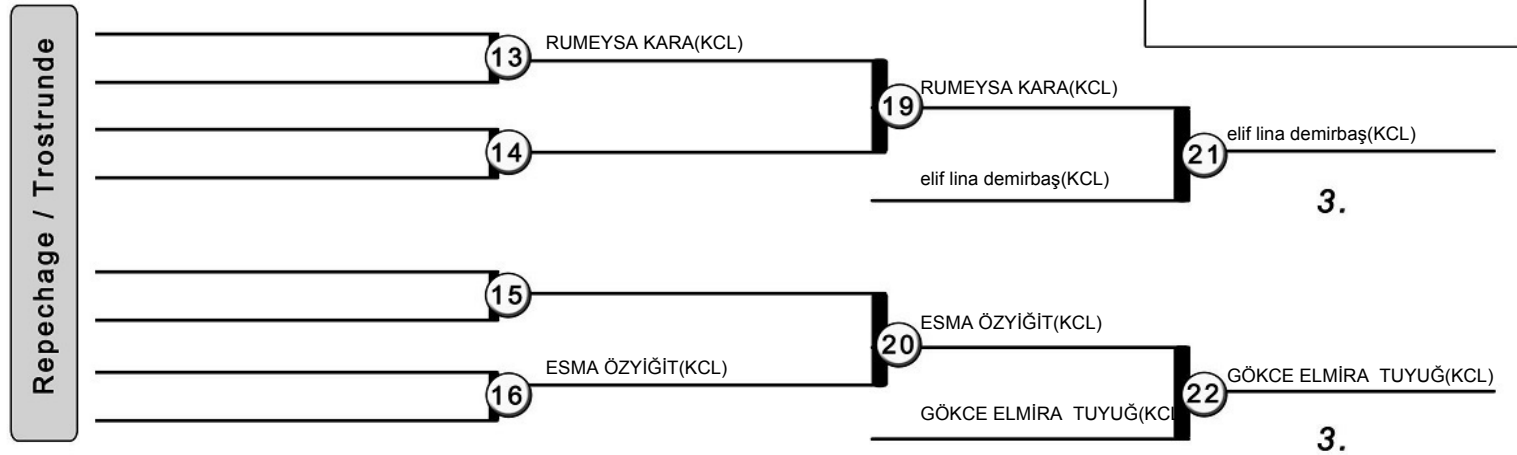 Repechage / Trostrunde
13
RUMEYSA KARA(KCL)
19
RUMEYSA KARA(KCL)
14
21
elif lina demirbaş(KCL)
elif lina demirbaş(KCL)
3.
15
20
ESMA ÖZYİĞİT(KCL)
16
ESMA ÖZYİĞİT(KCL)
22
GÖKCE ELMİRA TUYUĞ(KCL)
GÖKCE ELMİRA TUYUĞ(KCL
3.